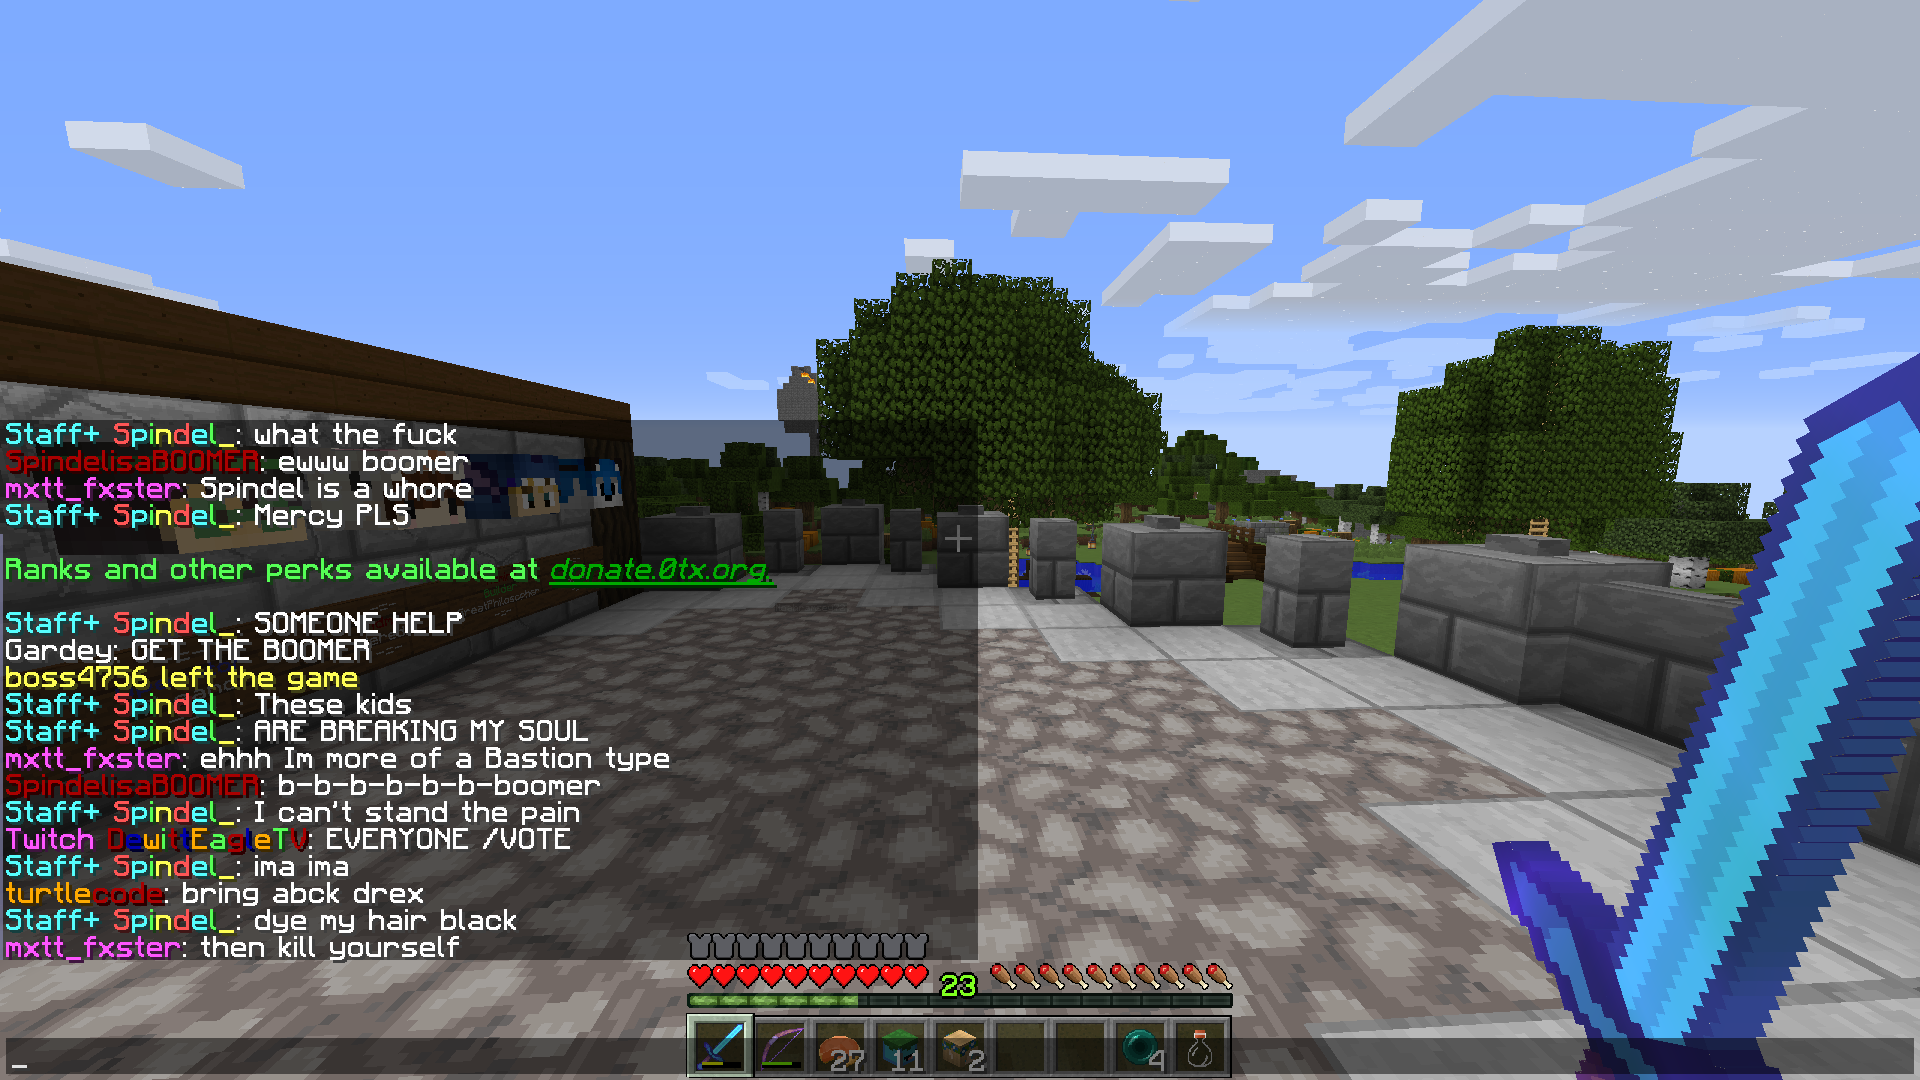 Staff+ Spindel_: what the fuck
SpindelisaBOOMER: ewww boomer
mxtt_fxster: Spindel is a whore
Staff+ Spindel_: Mercy PLS
Ranks and other perks available at donate.0tx.org.
Staff+ Spindel_: SOMEONE HELP
Gardey: GET THE BOOMER
boss4756 left the game
Staff+ Spindel_: These kids
Staff+ Spindel_: ARE BREAKING MY SOUL
mxtt_fxster: ehhh Im more of a Bastion type
SpindelisaBOOMER: b-b-b-b-b-b-boomer
Staff+ Spindel_: I can't stand the pain
Twitch DewittEagleTV: EVERYONE /VOTE
Staff+ Spindel_: ima ima
turtlecode: bring abck drex
Staff+ Spindel_: dye my hair black
mxtt_fxster: then kill yourself
23
27 11 2 4
_